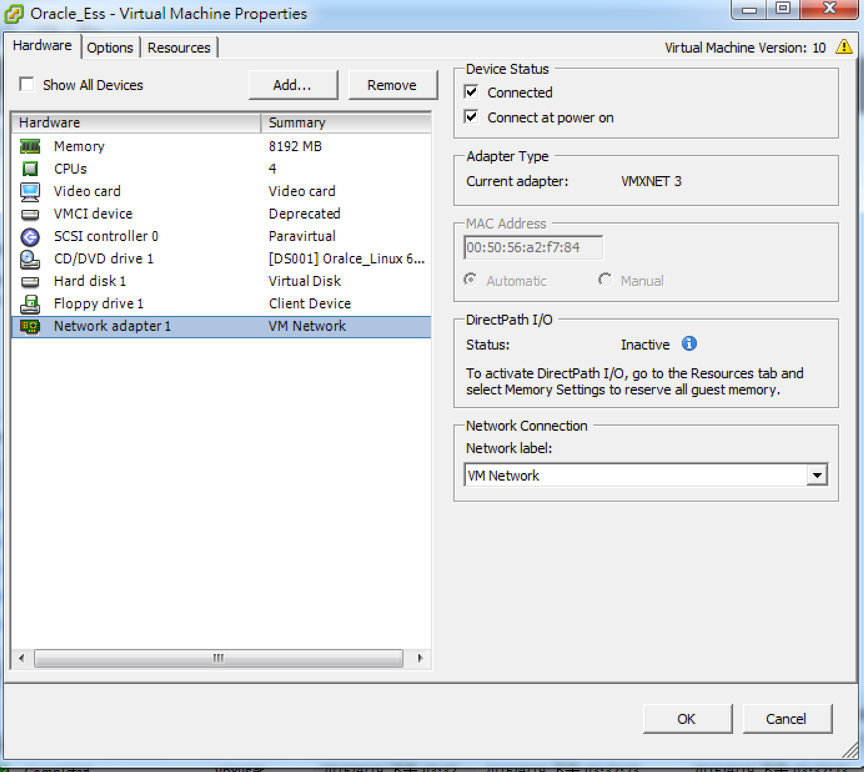 Oracle_Ess - Virtual Machine Properties
Hardware Options Resources Virtual Machine Version: 10
Show All Devices Add... Remove
Hardware Summary
Memory 8192 MB
CPUs 4
Video card Video card
VMCI device Deprecated
SCSI controller 0 Paravirtual
CD/DVD drive 1 [DS001] Oralce_Linux 6...
Hard disk 1 Virtual Disk
Floppy drive 1 Client Device
Network adapter 1 VM Network
Device Status
Connected
Connect at power on
Adapter Type
Current adapter: VMXNET 3
MAC Address
00:50:56:a2:f7:84
Automatic Manual
DirectPath I/O
Status: Inactive
To activate DirectPath I/O, go to the Resources tab and
select Memory Settings to reserve all guest memory.
Network Connection
Network label:
VM Network
OK Cancel